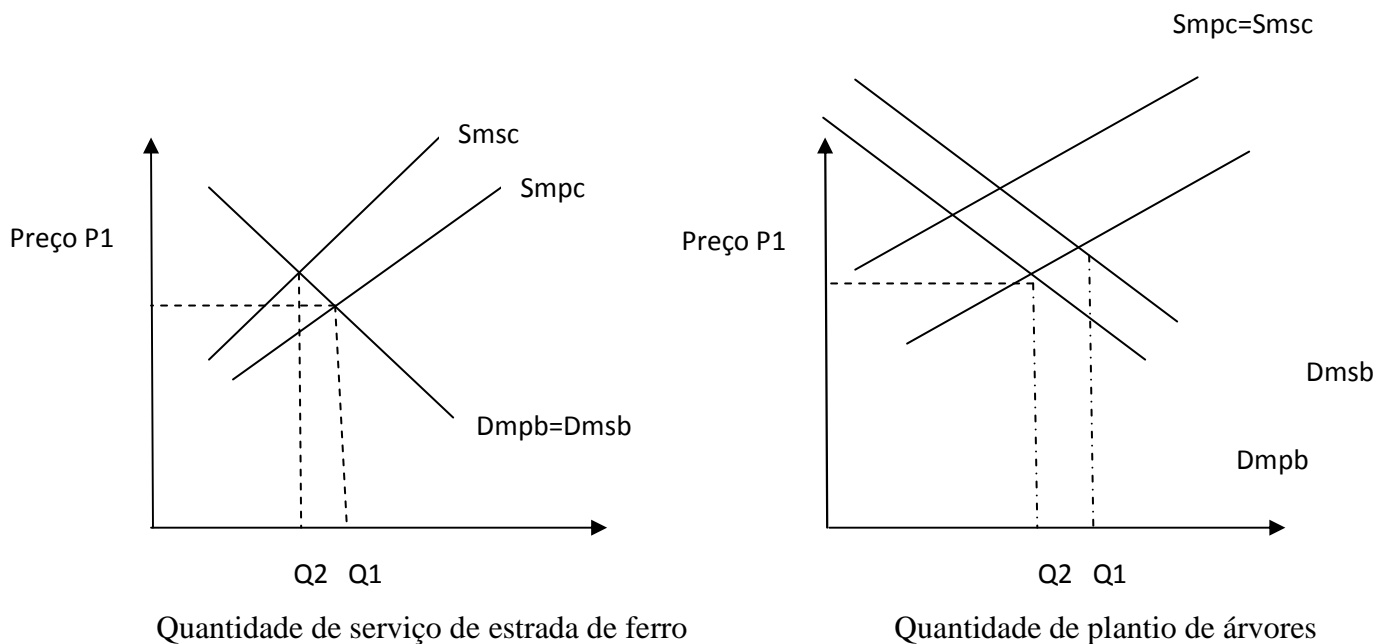 Smpc=Smsc
Smsc
Smpc
Preço P1
Preço P1
Dmpb=Dmsb
Dmsb
Dmpb
Q2 Q1
Q2 Q1
Quantidade de serviço de estrada de ferro
Quantidade de plantio de árvores